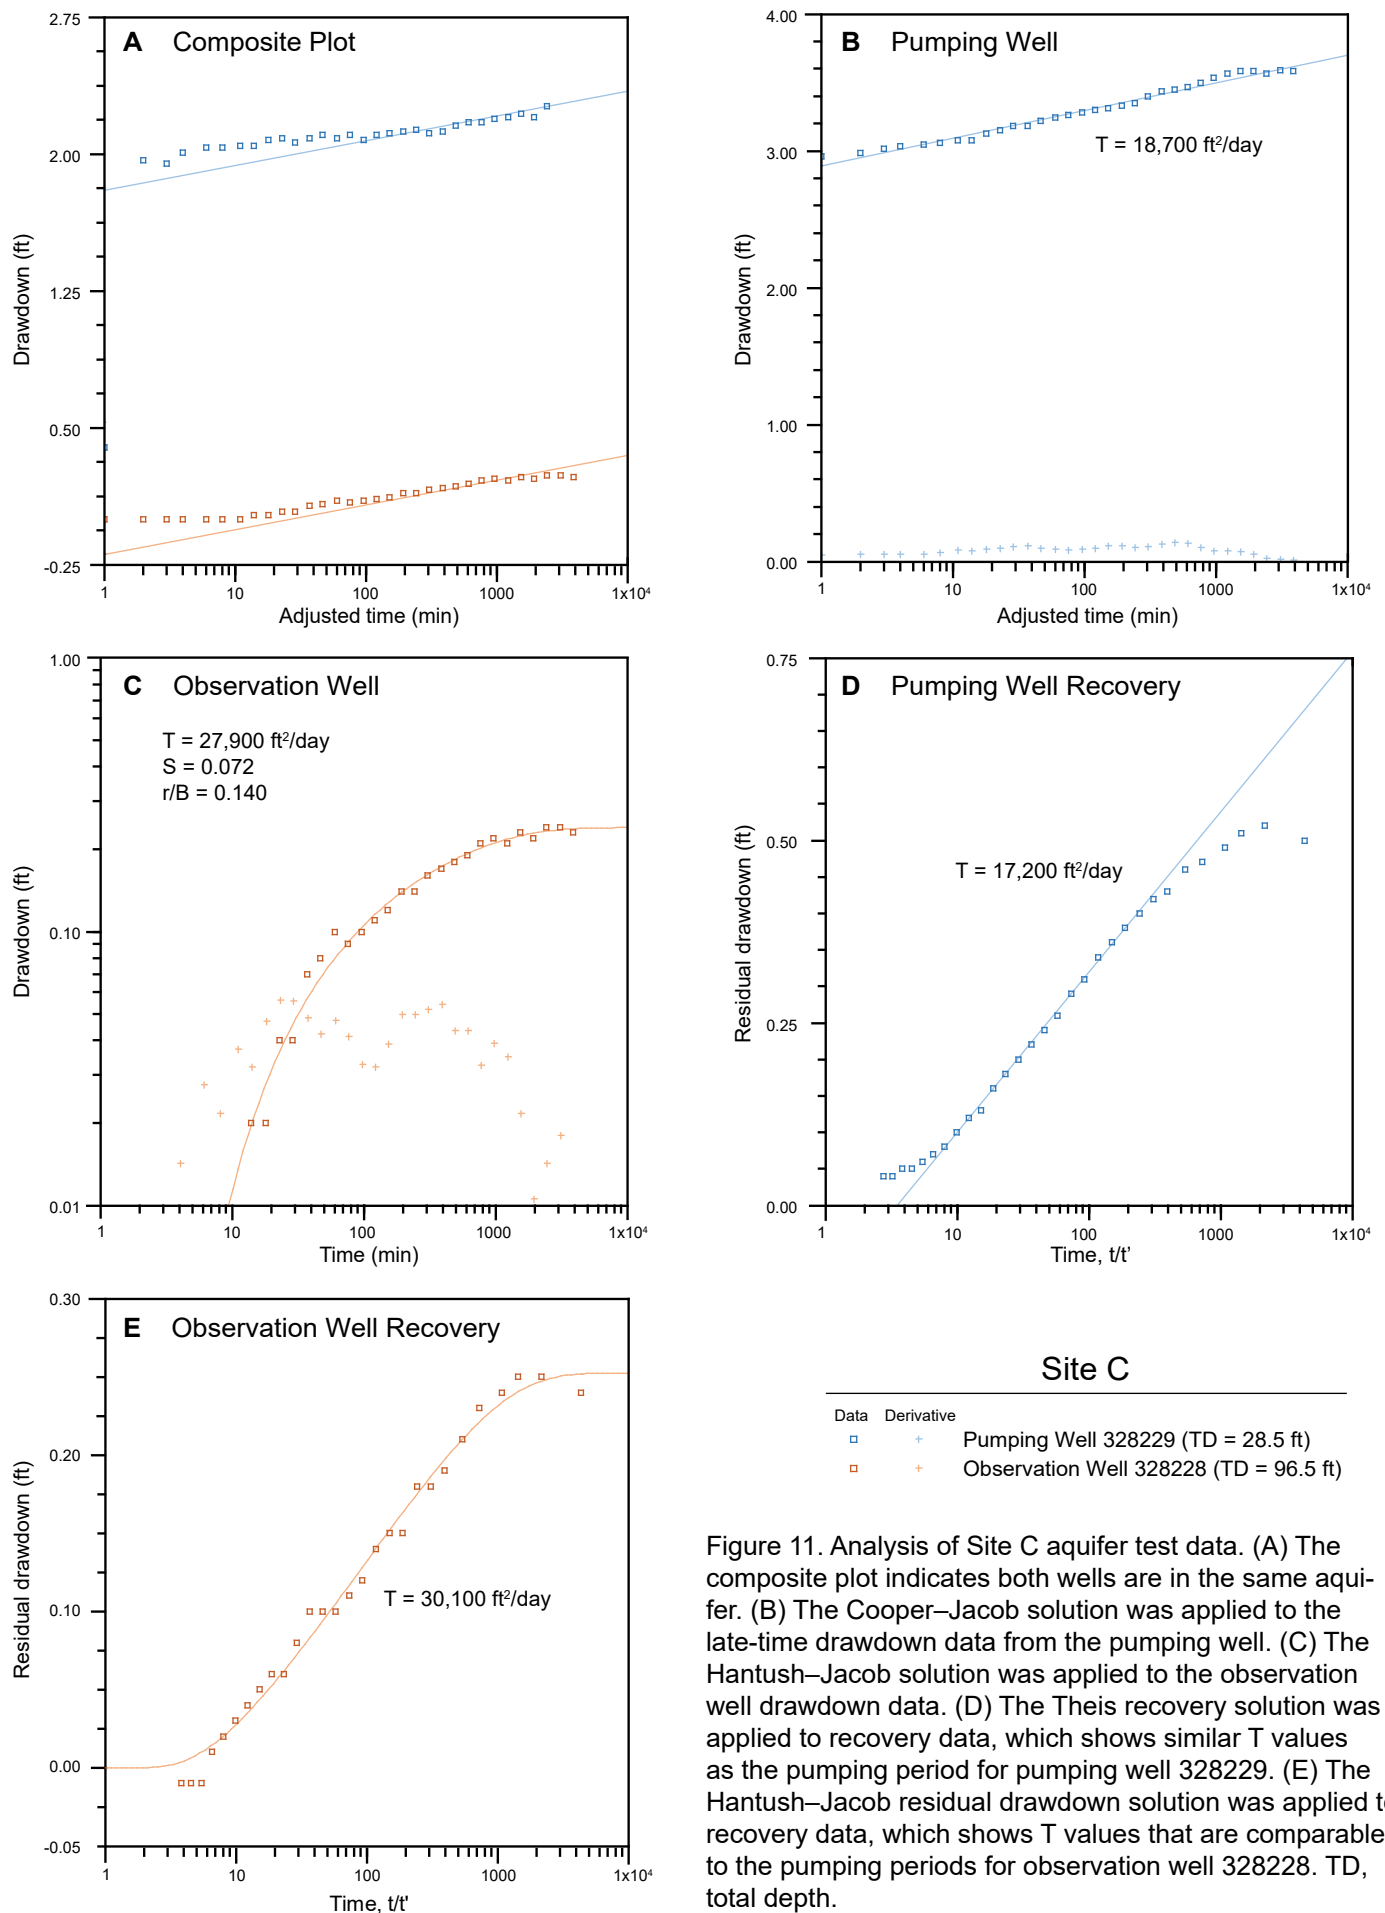 A Composite Plot
2.75
2.00
1.25
0.50
-0.25
Drawdown (ft)
1
10
100
1000
1x10⁴
Adjusted time (min)
B Pumping Well
4.00
3.00
2.00
1.00
0.00
Drawdown (ft)
T = 18,700 ft²/day
1
10
100
1000
1x10⁴
Adjusted time (min)
C Observation Well
T = 27,900 ft²/day
S = 0.072
r/B = 0.140
1.00
0.10
0.01
Drawdown (ft)
1
10
100
1000
1x10⁴
Time (min)
D Pumping Well Recovery
0.75
0.50
0.25
0.00
Residual drawdown (ft)
T = 17,200 ft²/day
1
10
100
1000
1x10⁴
Time, t/t’
E Observation Well Recovery
0.30
0.20
0.10
0.00
-0.05
Residual drawdown (ft)
T = 30,100 ft²/day
1
10
100
1000
1x10⁴
Time, t/t'
Site C
Data Derivative
Pumping Well 328229 (TD = 28.5 ft)
Observation Well 328228 (TD = 96.5 ft)
Figure 11. Analysis of Site C aquifer test data. (A) The
composite plot indicates both wells are in the same aqui-
fer. (B) The Cooper–Jacob solution was applied to the
late-time drawdown data from the pumping well. (C) The
Hantush–Jacob solution was applied to the observation
well drawdown data. (D) The Theis recovery solution was
applied to recovery data, which shows similar T values
as the pumping period for pumping well 328229. (E) The
Hantush–Jacob residual drawdown solution was applied t
recovery data, which shows T values that are comparable
to the pumping periods for observation well 328228. TD,
total depth.